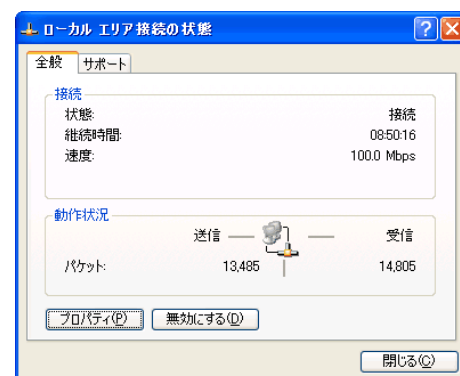 ローカル エリア接続の状態
全般 サポート
接続
状態: 接続
継続時間: 08:50:16
速度: 100.0 Mbps
動作状況
送信 受信
パケット: 13,485 14,805
プロパティ(P) 無効にする(D)
閉じる(C)